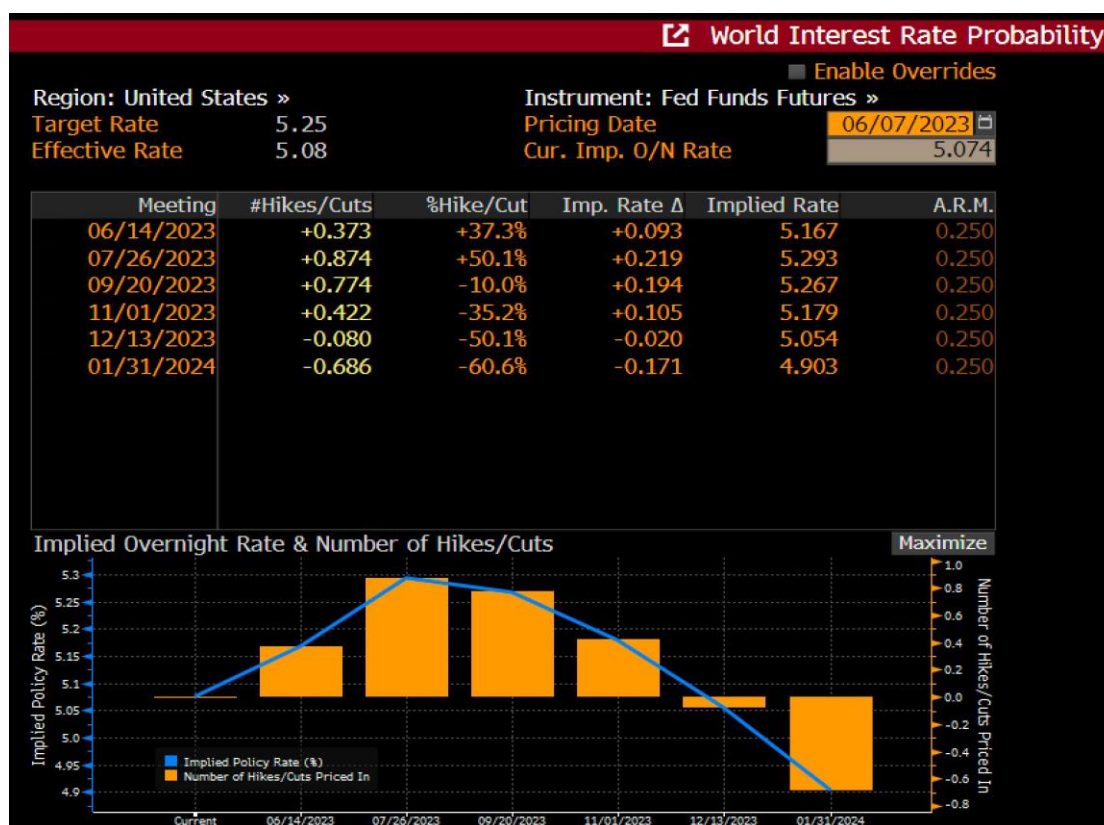 World Interest Rate Probability
Enable Overrides
Region: United States » Instrument: Fed Funds Futures »
Target Rate 5.25 Pricing Date 06/07/2023
Effective Rate 5.08 Cur. Imp. O/N Rate 5.074
Meeting #Hikes/Cuts %Hike/Cut Imp. Rate Δ Implied Rate A.R.M.
06/14/2023 +0.373 +37.3% +0.093 5.167 0.250
07/26/2023 +0.874 +50.1% +0.219 5.293 0.250
09/20/2023 +0.774 -10.0% +0.194 5.267 0.250
11/01/2023 +0.422 -35.2% +0.105 5.179 0.250
12/13/2023 -0.080 -50.1% -0.020 5.054 0.250
01/31/2024 -0.686 -60.6% -0.171 4.903 0.250
Implied Overnight Rate & Number of Hikes/Cuts Maximize
Implied Policy Rate (%)
5.3
5.25
5.2
5.15
5.1
5.05
5.0
4.95
4.9
Implied Policy Rate (%)
Number of Hikes/Cuts Priced In
1.0
0.8
0.6
0.4
0.2
0.0
-0.2
-0.4
-0.6
-0.8
Number of Hikes/Cuts Priced In
Current 06/14/2023 07/26/2023 09/20/2023 11/01/2023 12/13/2023 01/31/2024